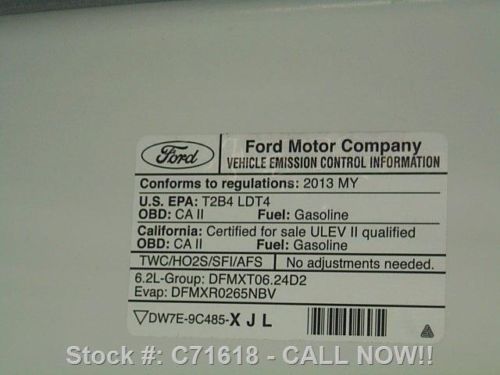 Ford
Ford Motor Company
VEHICLE EMISSION CONTROL INFORMATION
Conforms to regulations: 2013 MY
U.S. EPA: T2B4 LDT4
OBD: CA II Fuel: Gasoline
California: Certified for sale ULEV II qualified
OBD: CA II Fuel: Gasoline
TWC/HO2S/SFI/AFS No adjustments needed.
6.2L-Group: DFMXT06.24D2
Evap: DFMXR0265NBV
DW7E-9C485-X J L
Stock #: C71618 - CALL NOW!!